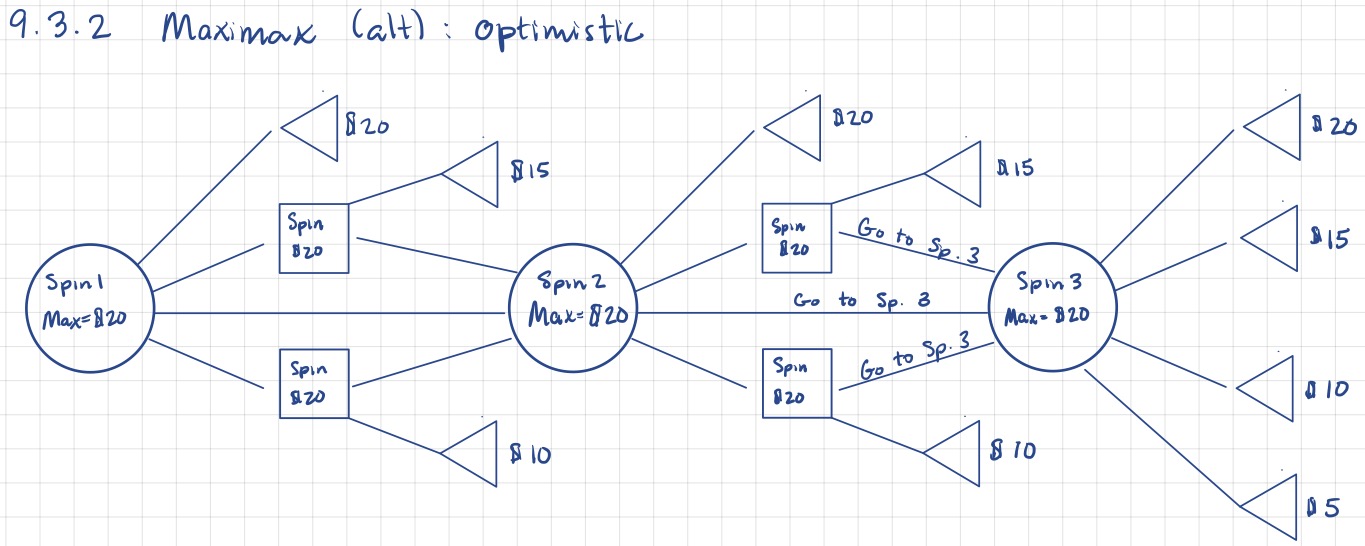 9.3.2 Maximax (alt): optimistic
$20
$15
Spin
$20
Spin 1
Max=$20
Spin
$20
$10
$20
$15
Spin
$20
Go to Sp. 3
Spin 2
Max=$20
Go to Sp. 3
Spin
$20
Go to Sp. 3
$10
Spin 3
Max=$20
$20
$15
$10
$5